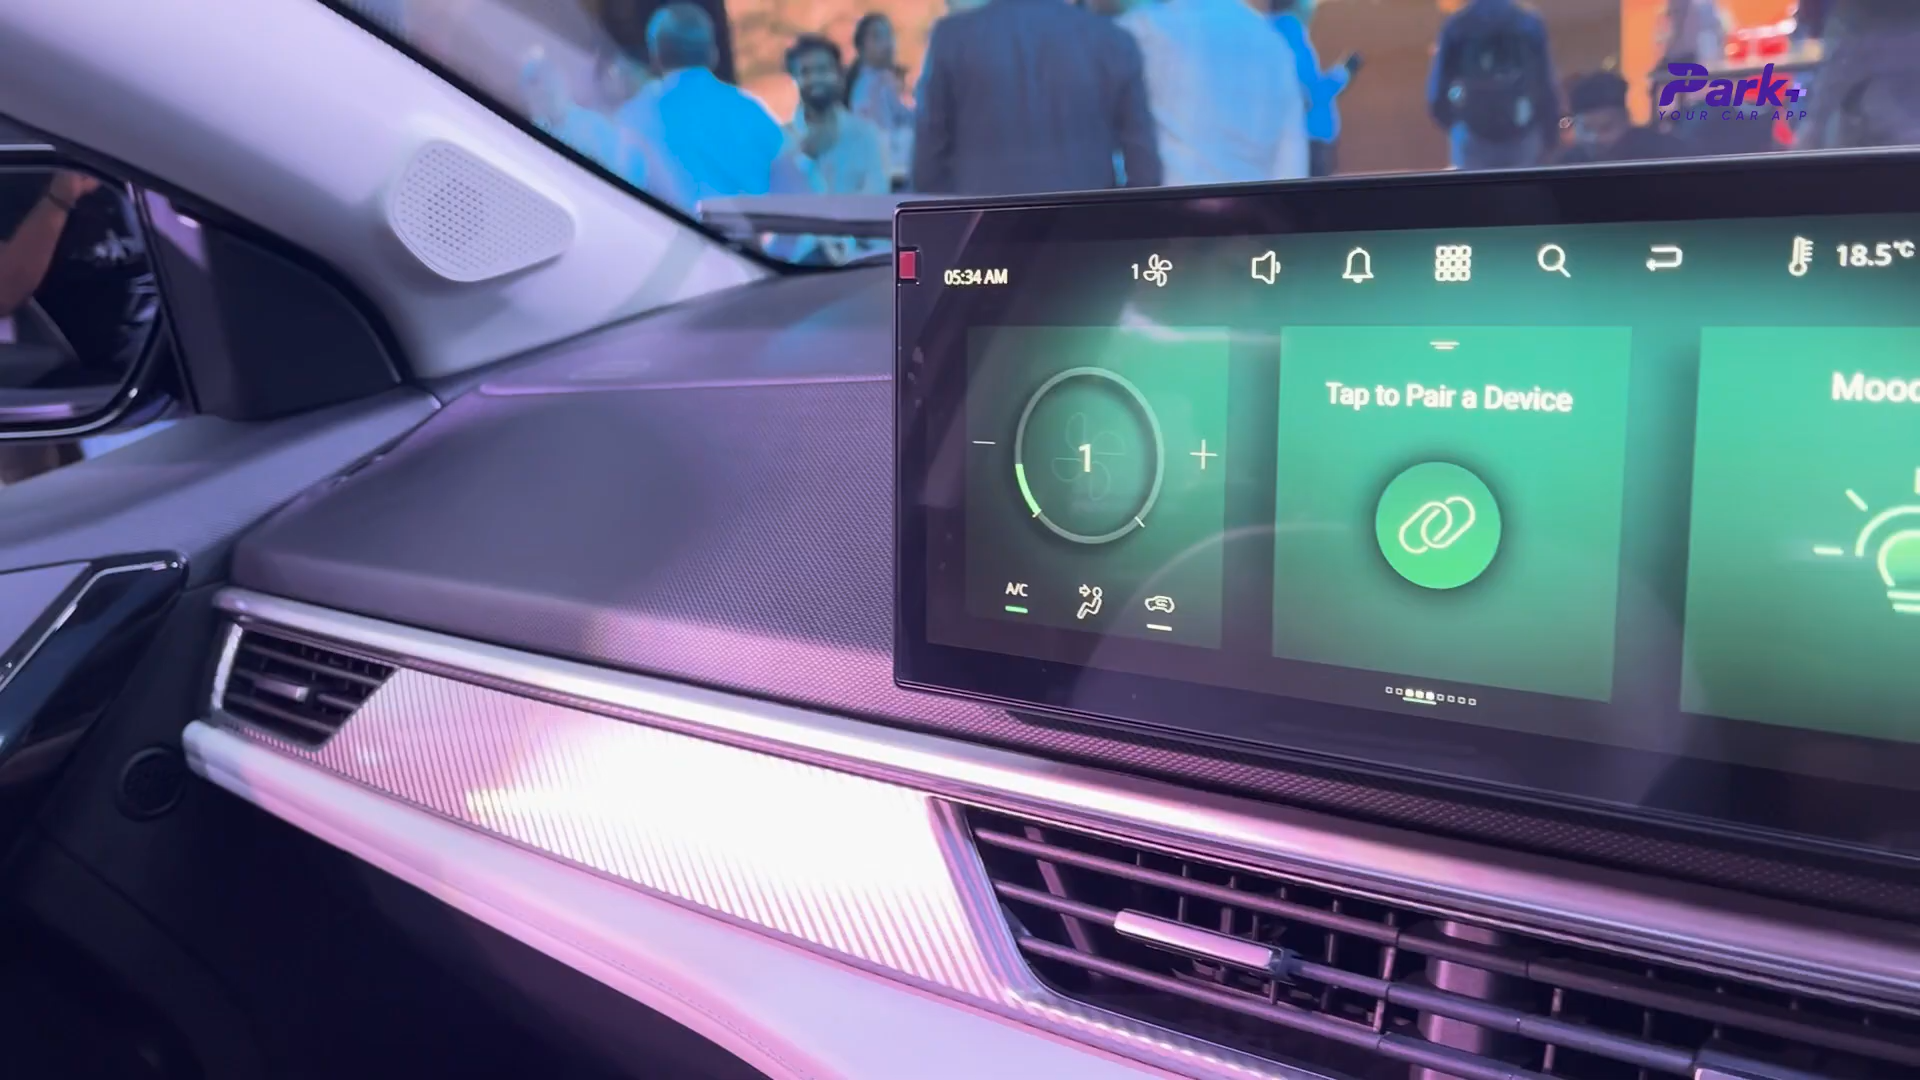 Park+
YOUR CAR APP
05:34 AM
1
18.5°C
Tap to Pair a Device
Mood
1
A/C